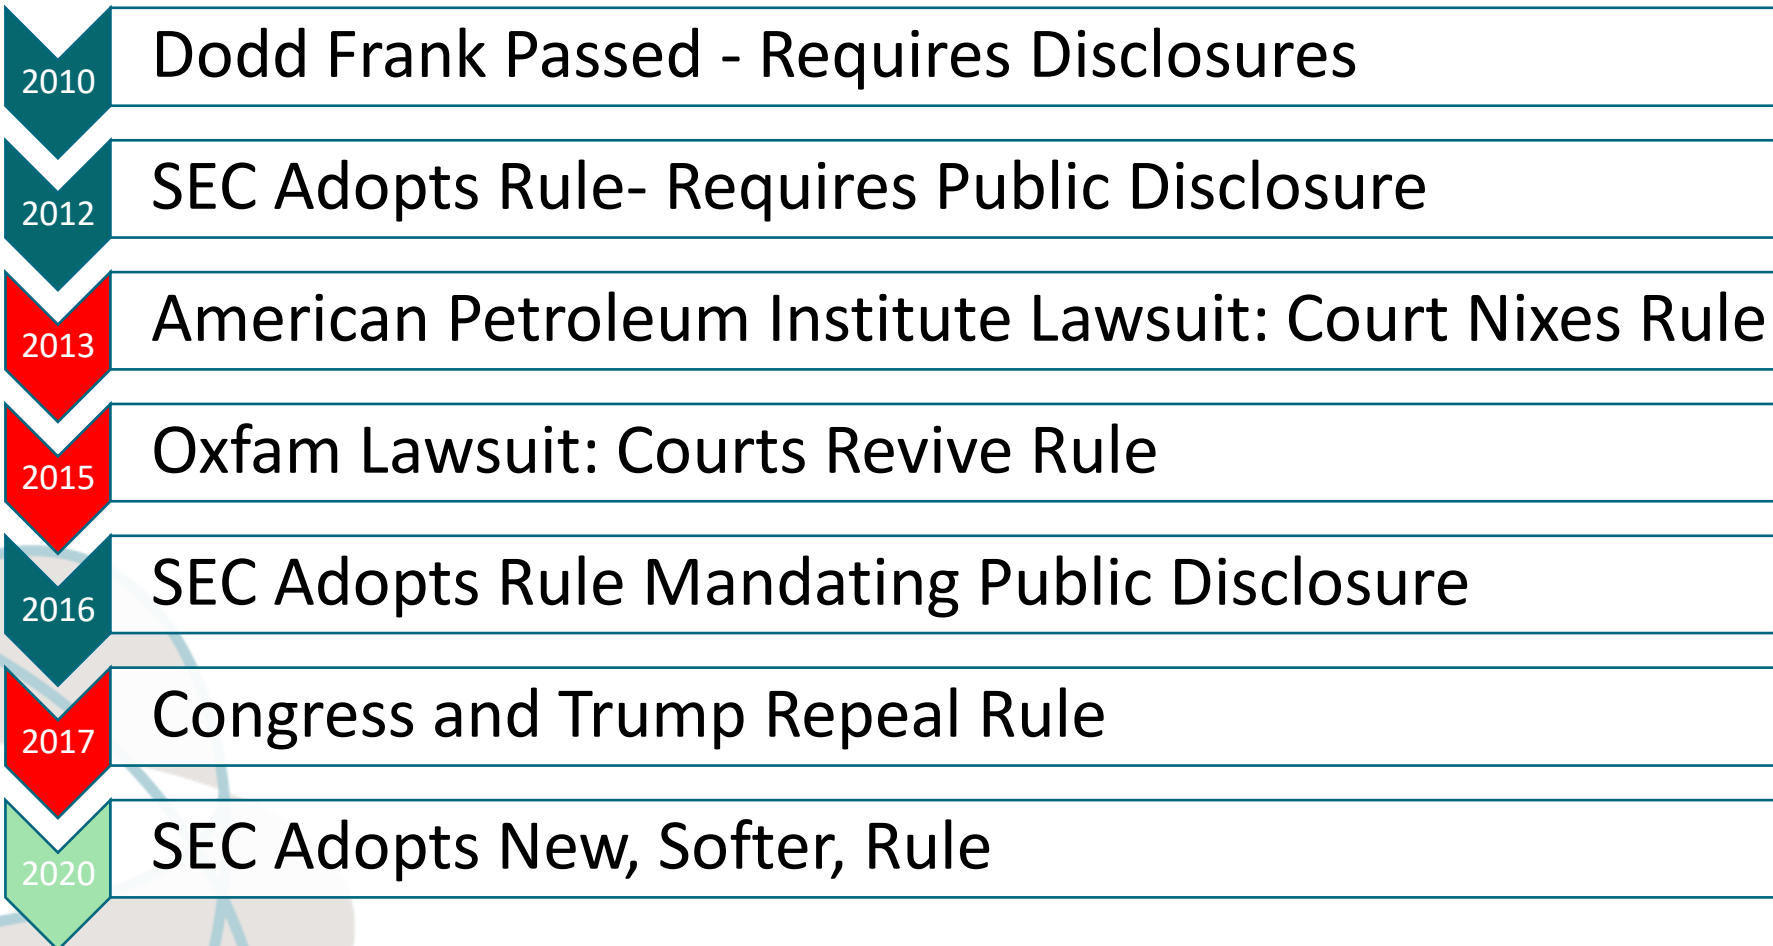 2010
Dodd Frank Passed - Requires Disclosures
2012
SEC Adopts Rule- Requires Public Disclosure
2013
American Petroleum Institute Lawsuit: Court Nixes Rule
2015
Oxfam Lawsuit: Courts Revive Rule
2016
SEC Adopts Rule Mandating Public Disclosure
2017
Congress and Trump Repeal Rule
2020
SEC Adopts New, Softer, Rule